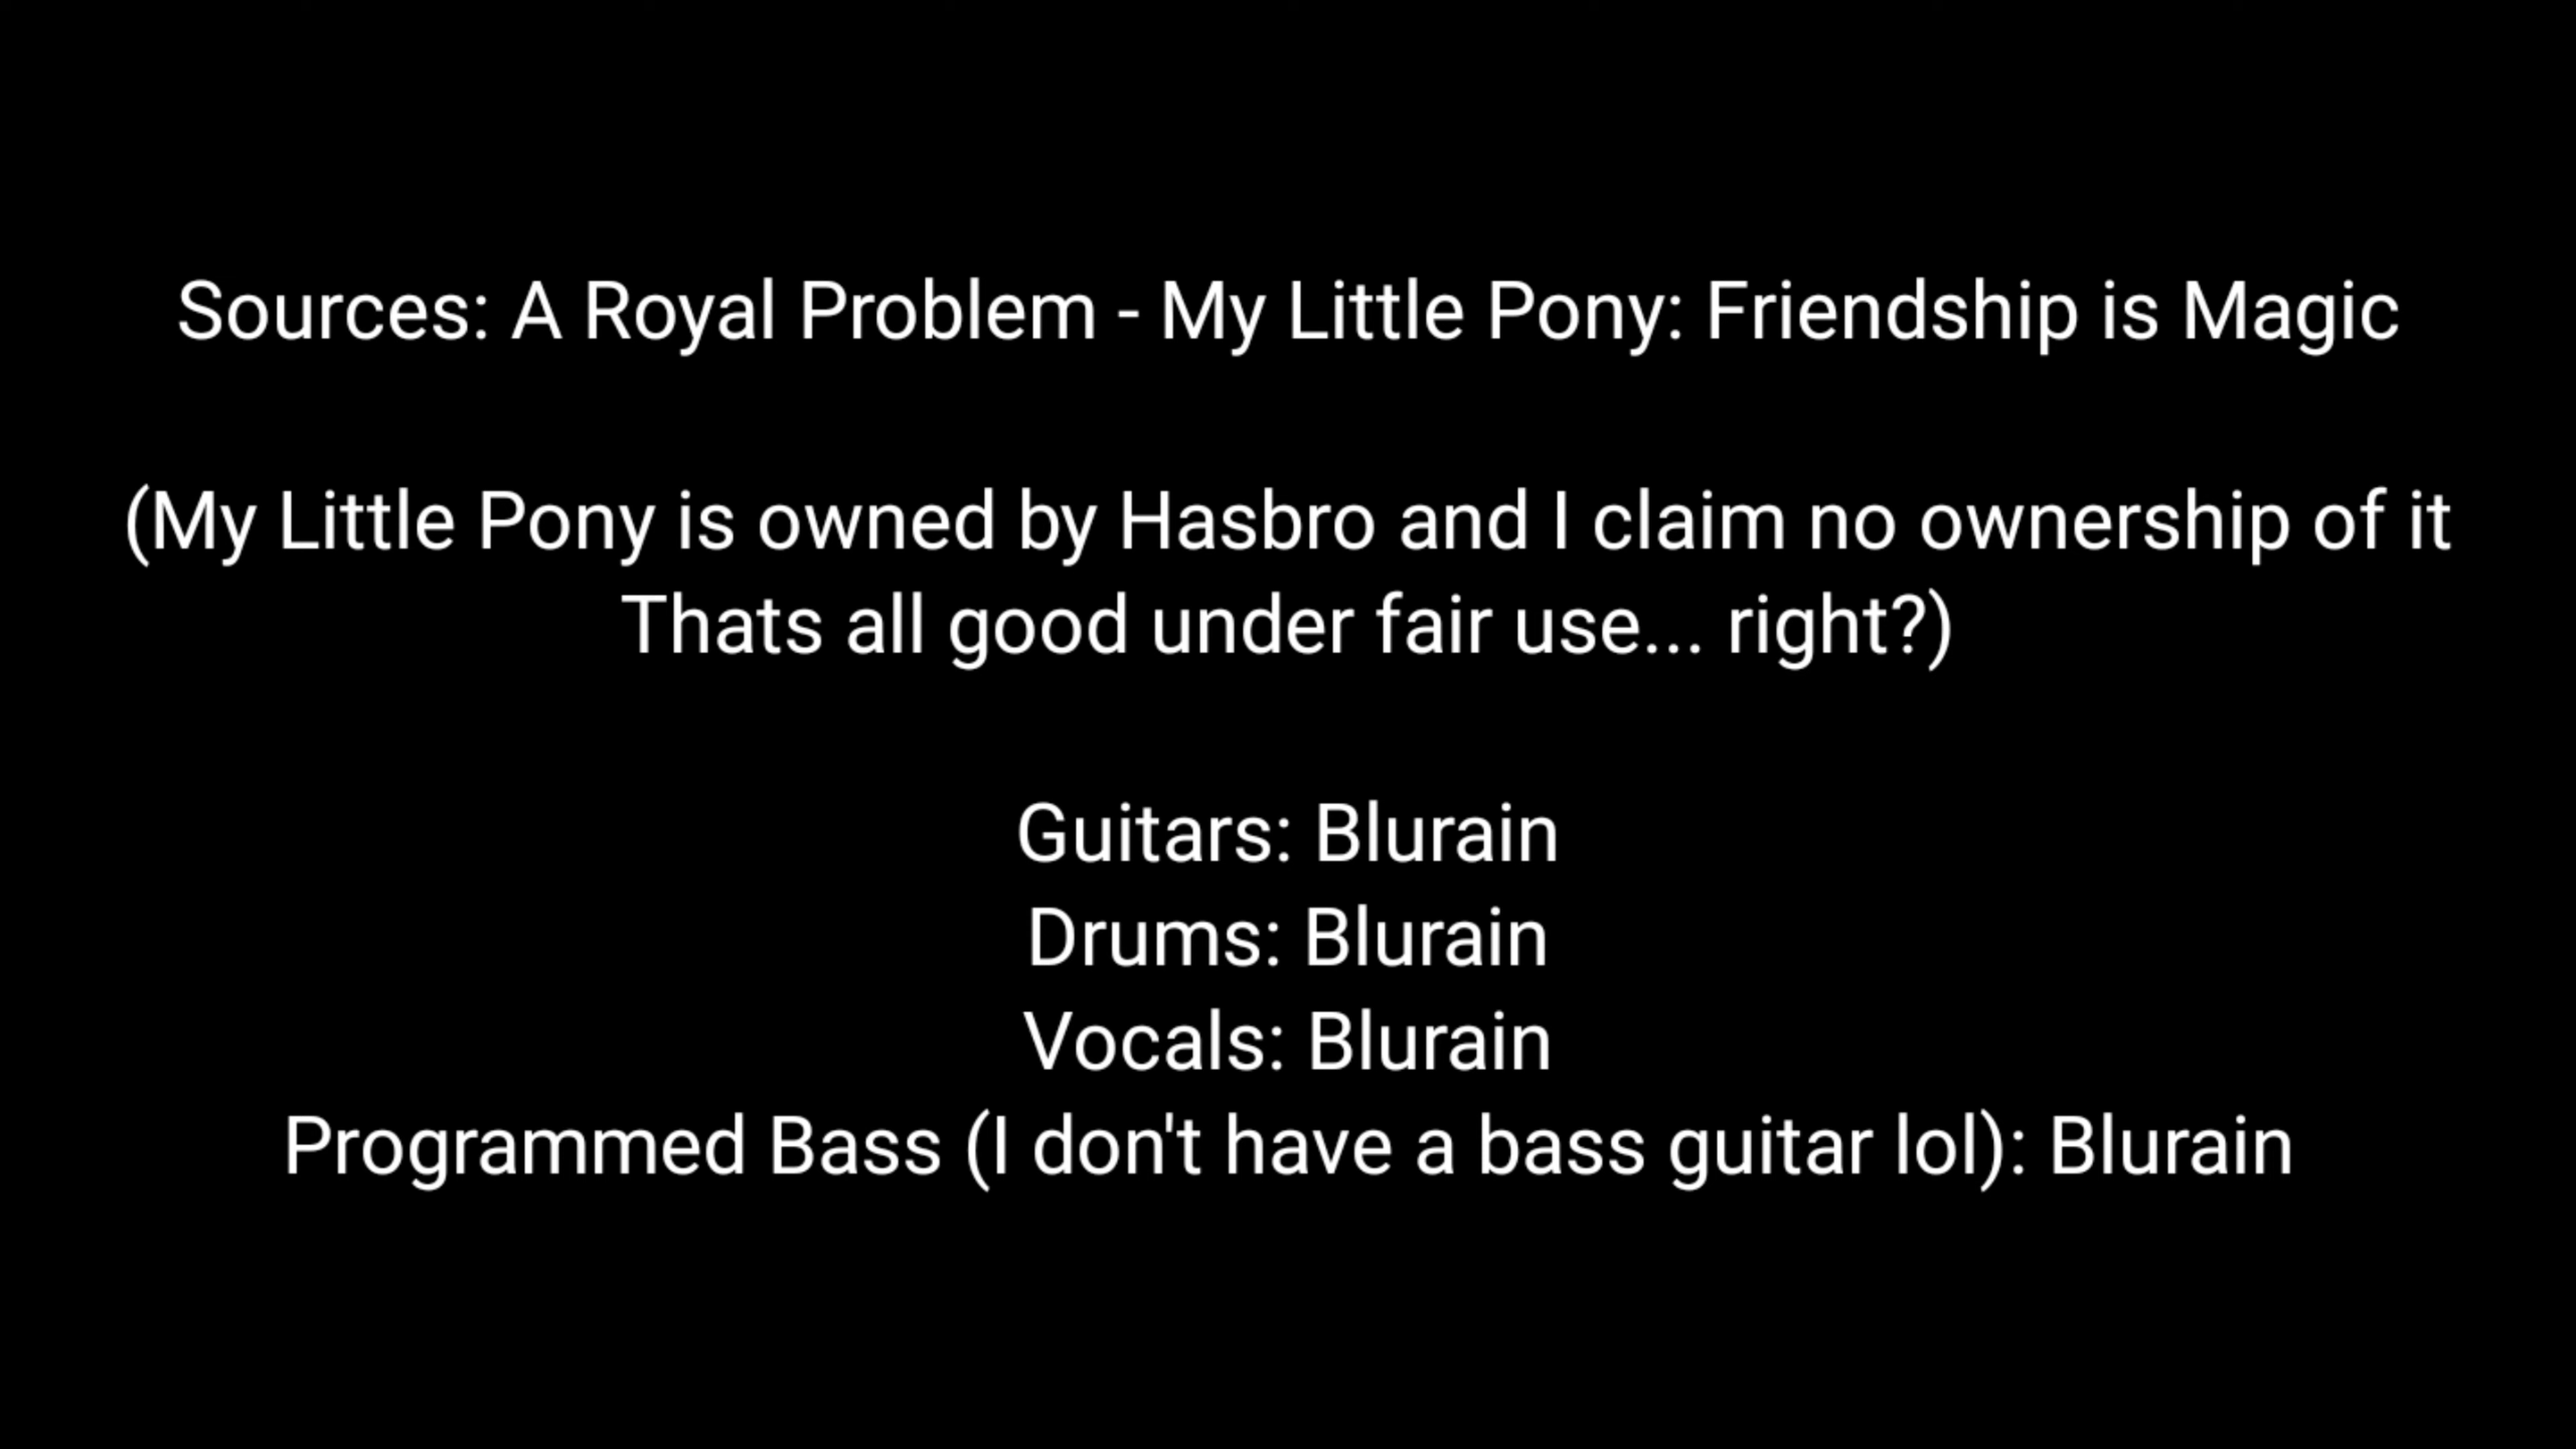 Sources: A Royal Problem - My Little Pony: Friendship is Magic
(My Little Pony is owned by Hasbro and I claim no ownership of it
Thats all good under fair use... right?)
Guitars: Blurain
Drums: Blurain
Vocals: Blurain
Programmed Bass (I don't have a bass guitar lol): Blurain